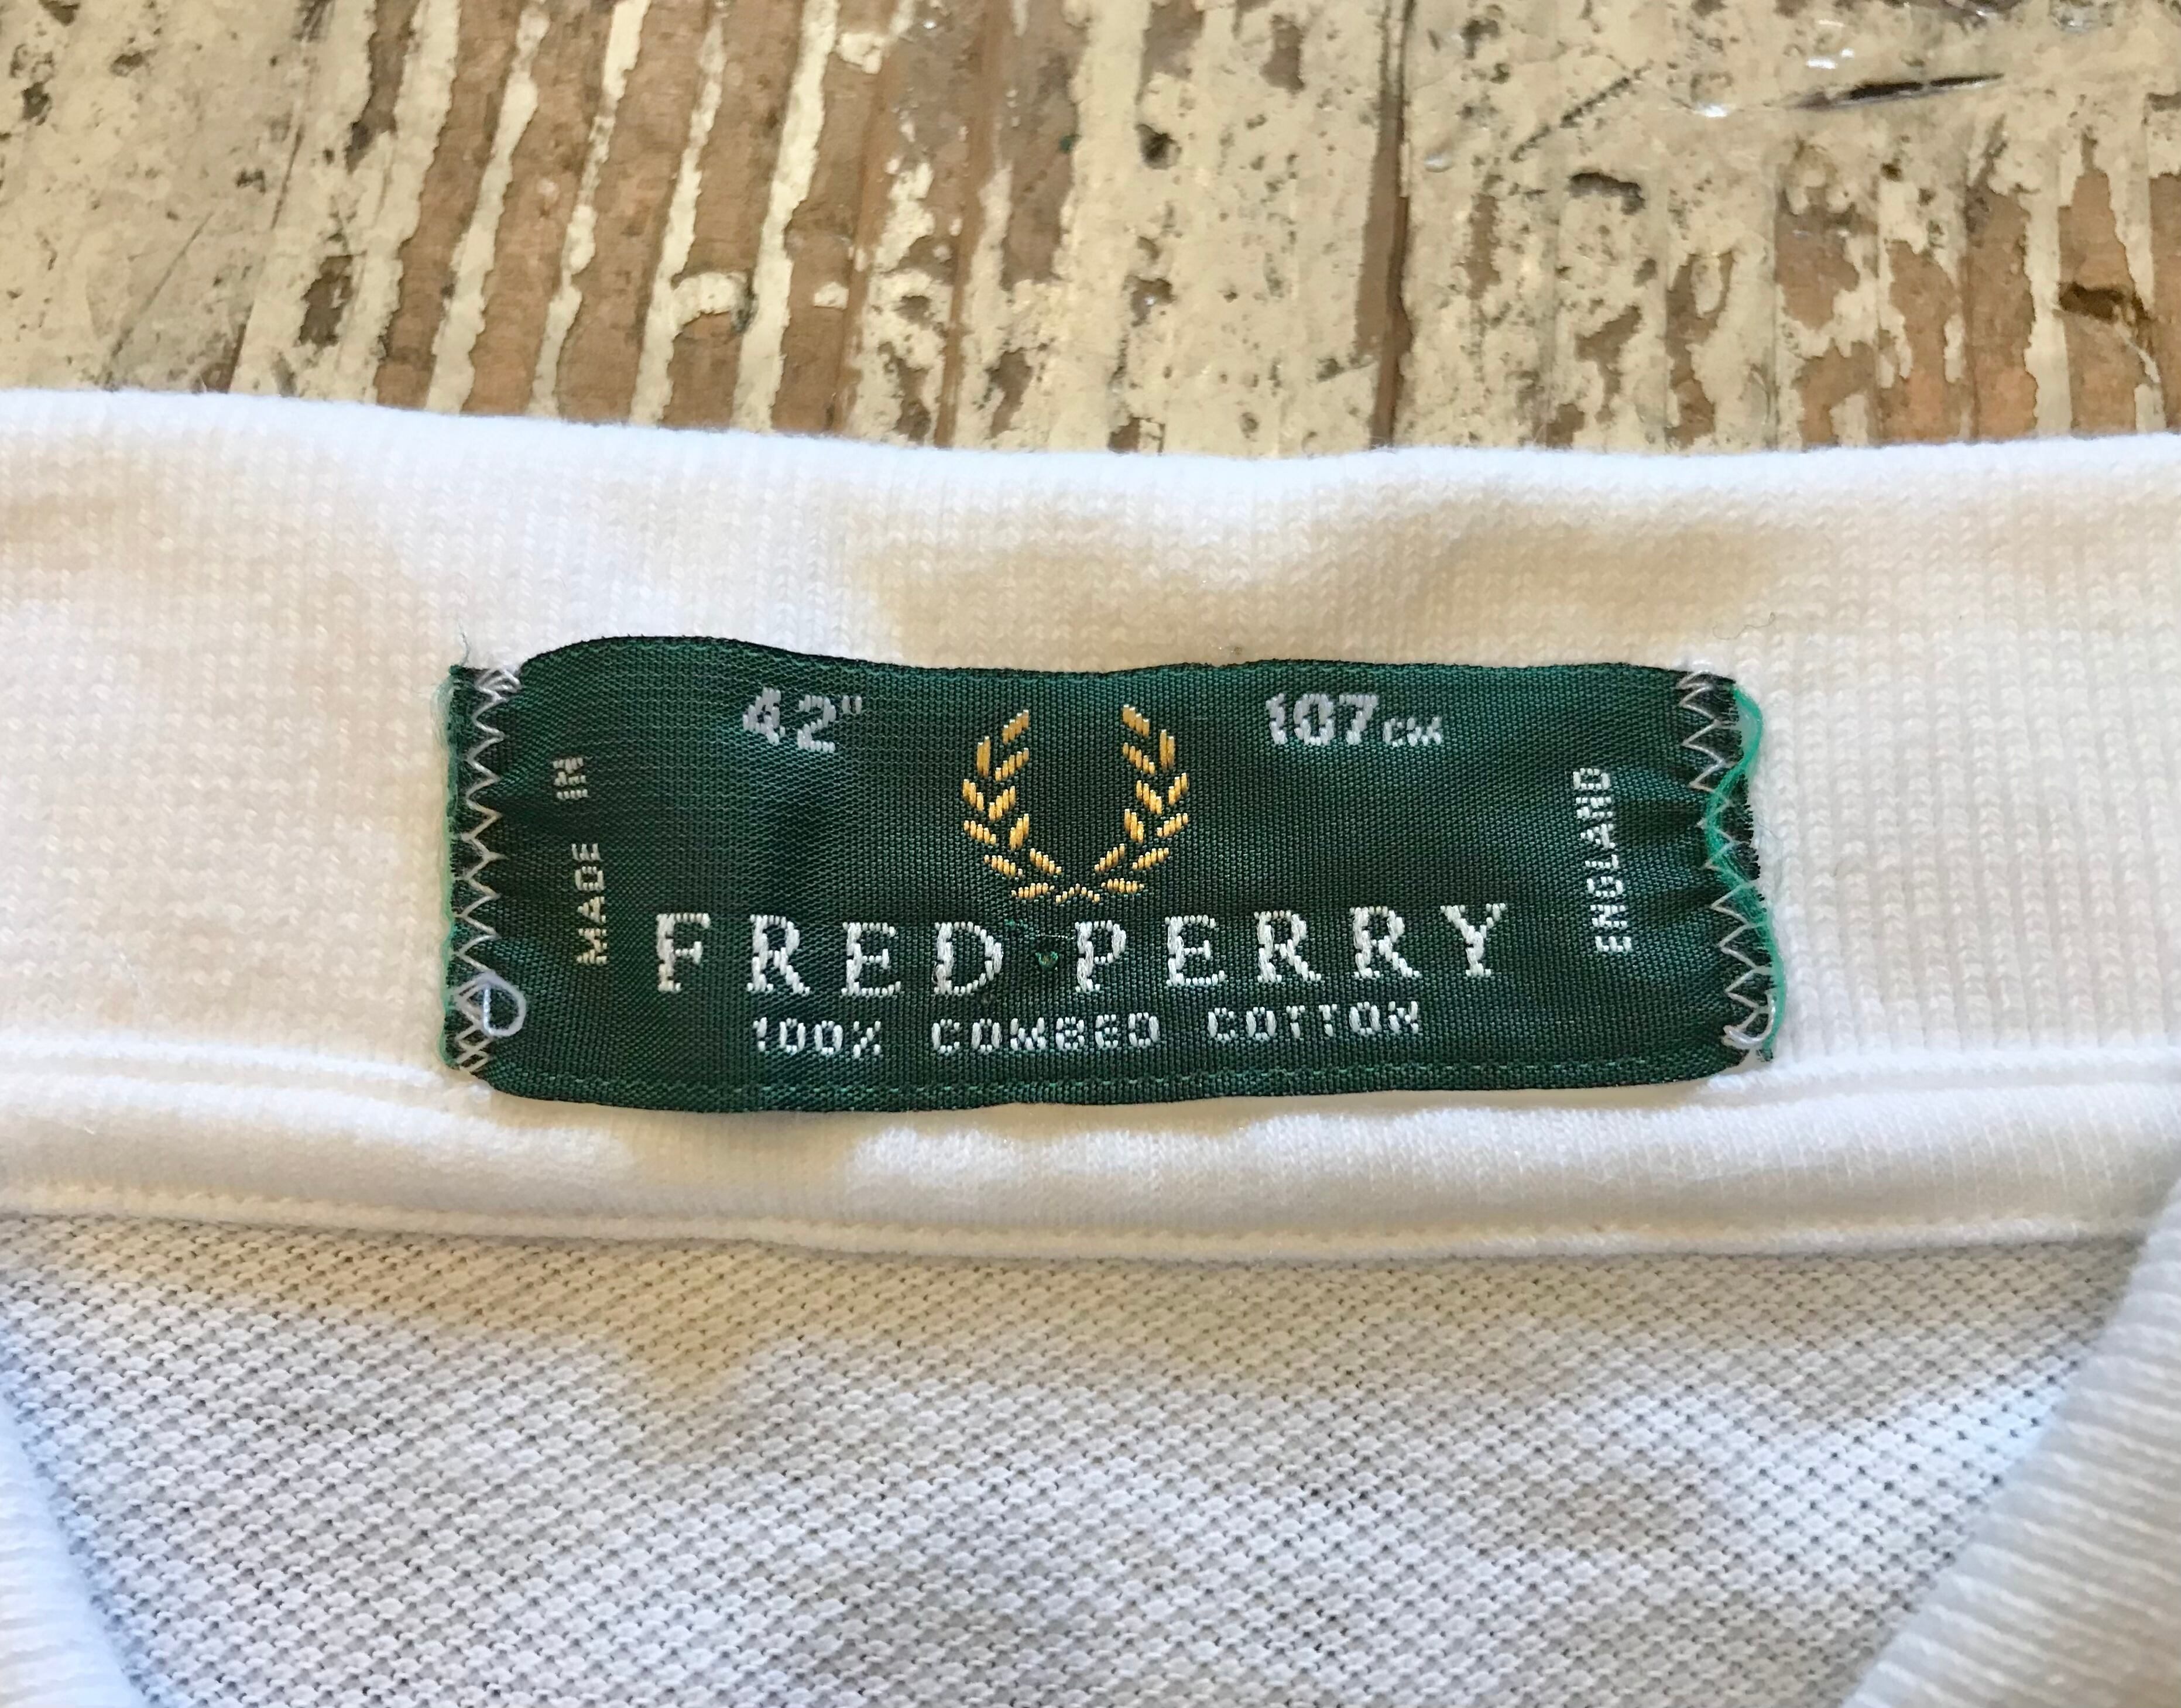 42" 107cm
MADE IN
ENGLAND
FRED PERRY
100% COMBED COTTON